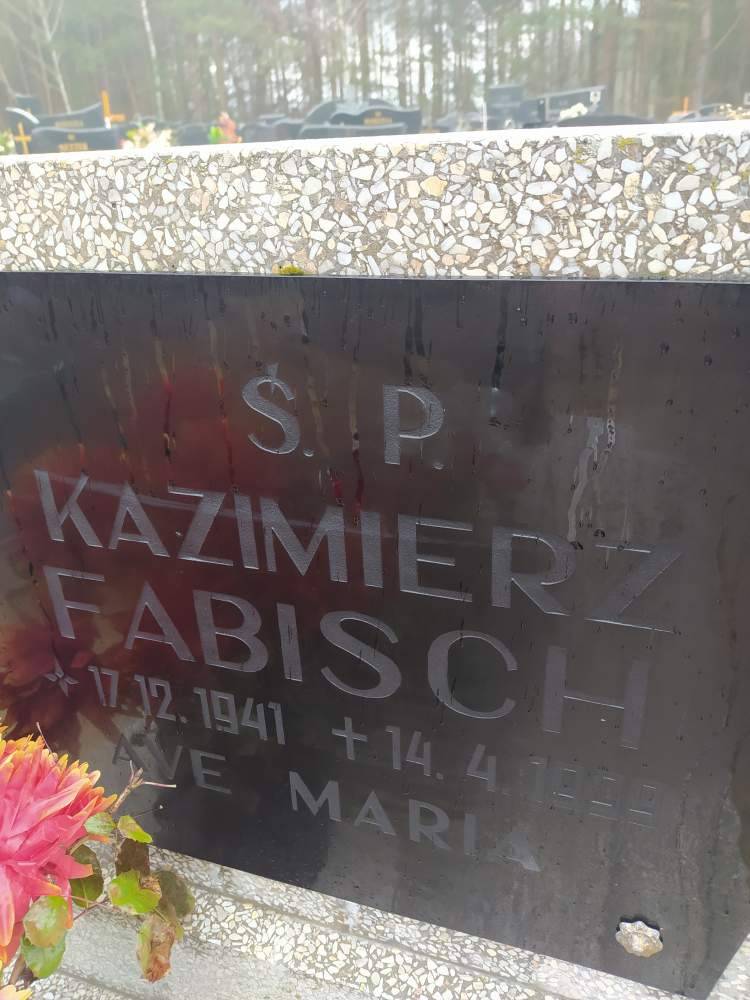 Ś. P.
KAZIMIERZ
FABISCH
17.12.1941 + 14.4.
AVE MARIA